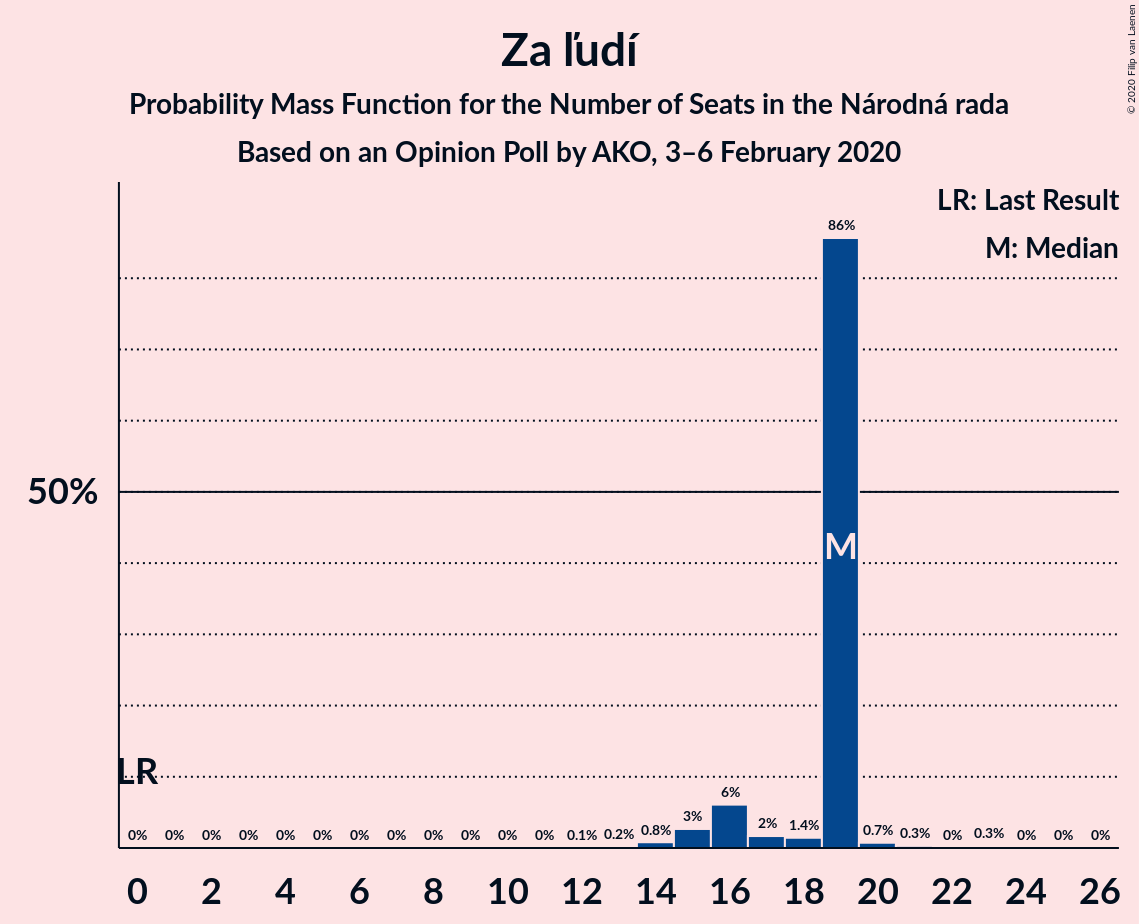 Za ľudí
Probability Mass Function for the Number of Seats in the Národná rada
Based on an Opinion Poll by AKO, 3–6 February 2020
© 2020 Filip van Laenen
LR: Last Result
M: Median
50%
LR
M
0% 0% 0% 0% 0% 0% 0% 0% 0% 0% 0% 0% 0.1% 0.2% 0.8% 3% 6% 2% 1.4% 86% 0.7% 0.3% 0% 0.3% 0% 0% 0%
0 2 4 6 8 10 12 14 16 18 20 22 24 26